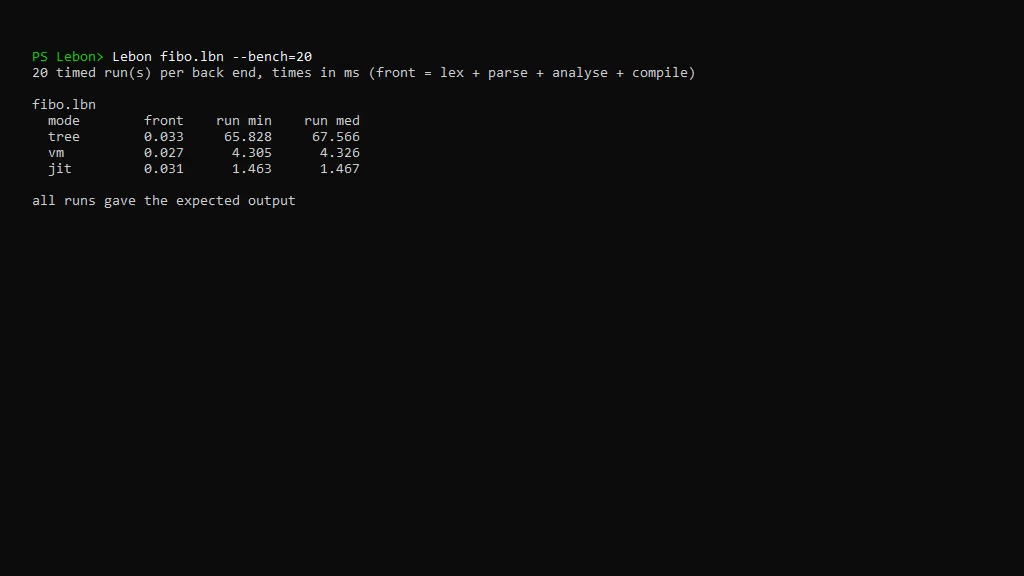 PS Lebon> Lebon fibo.lbn --bench=20
20 timed run(s) per back end, times in ms (front = lex + parse + analyse + compile)
fibo.lbn
mode front run min run med
tree 0.033 65.828 67.566
vm 0.027 4.305 4.326
jit 0.031 1.463 1.467
all runs gave the expected output